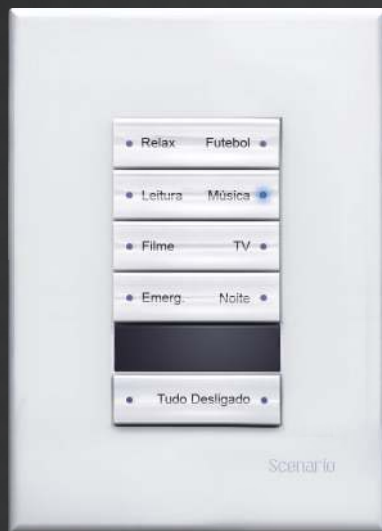 Relax Futebol
Leitura Música
Filme TV
Emerg. Noite
Tudo Desligado
Scenario